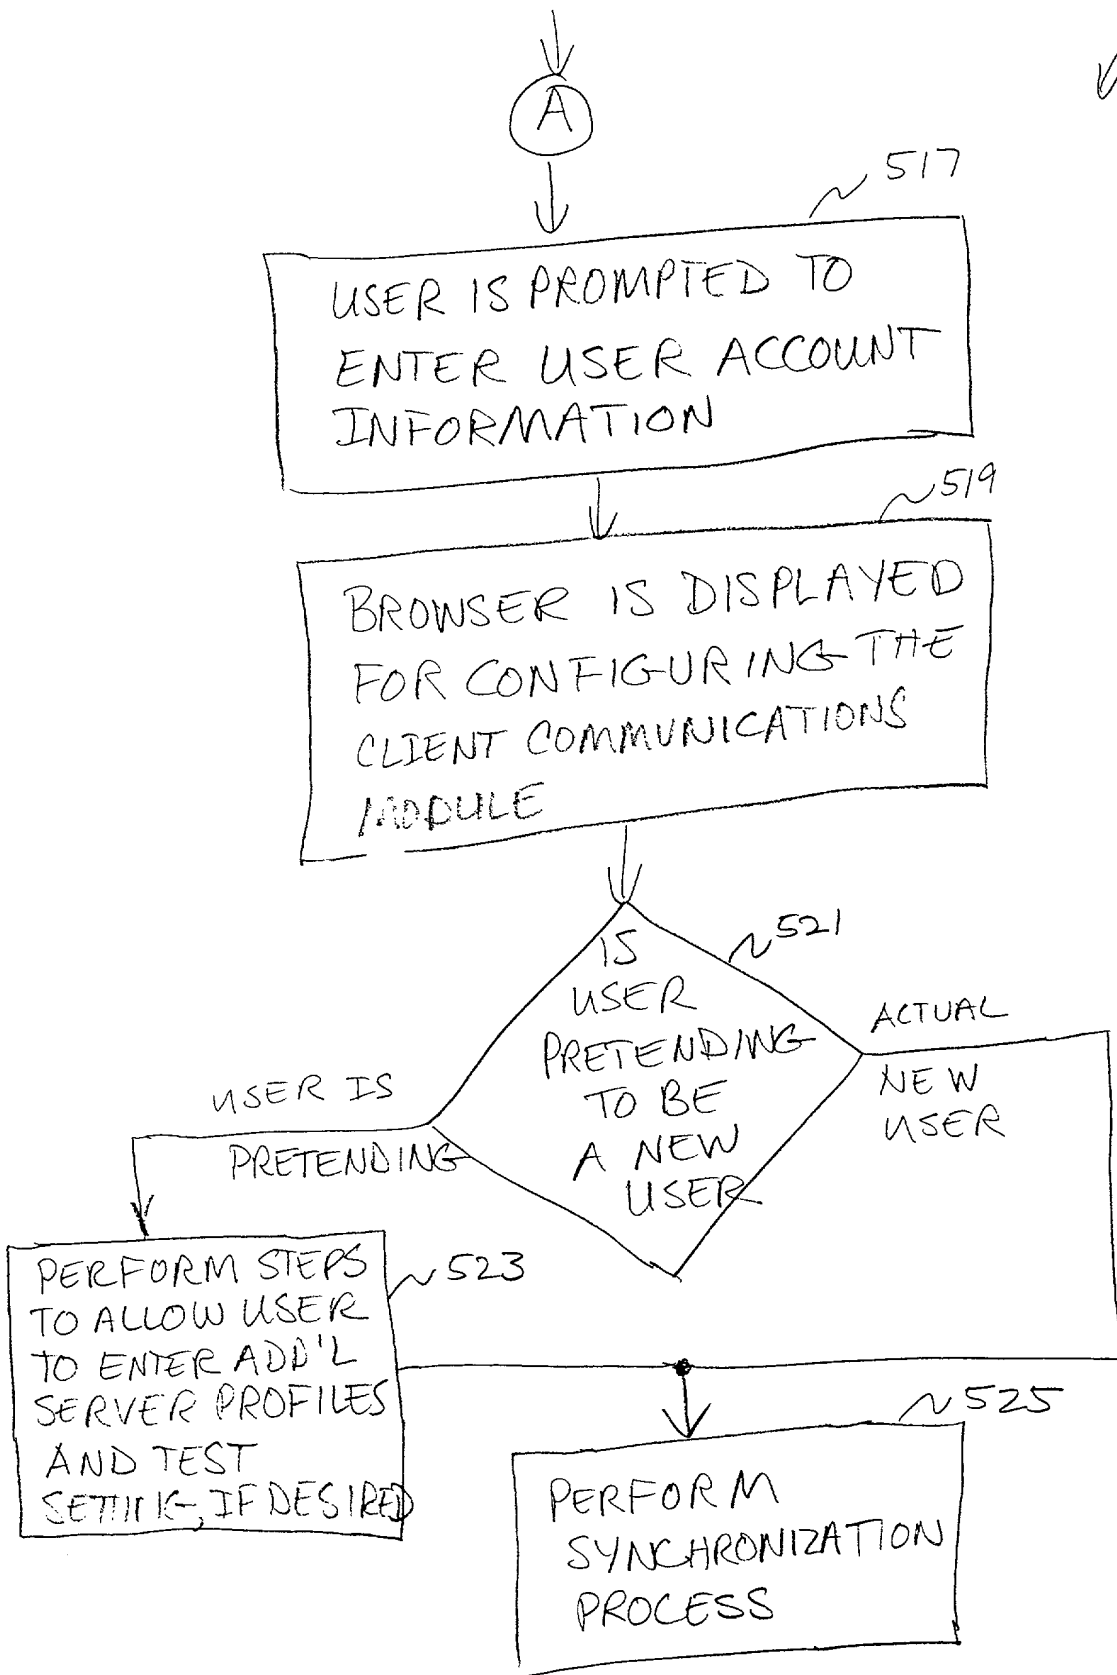 A
517
USER IS PROMPTED TO
ENTER USER ACCOUNT
INFORMATION
519
BROWSER IS DISPLAYED
FOR CONFIGURING THE
CLIENT COMMUNICATIONS
MODULE
521
IS
USER
PRETENDING
TO BE
A NEW
USER
ACTUAL
NEW
USER
USER IS
PRETENDING
523
PERFORM STEPS
TO ALLOW USER
TO ENTER ADD'L
SERVER PROFILES
AND TEST
SETTING, IF DESIRED
525
PERFORM
SYNCHRONIZATION
PROCESS